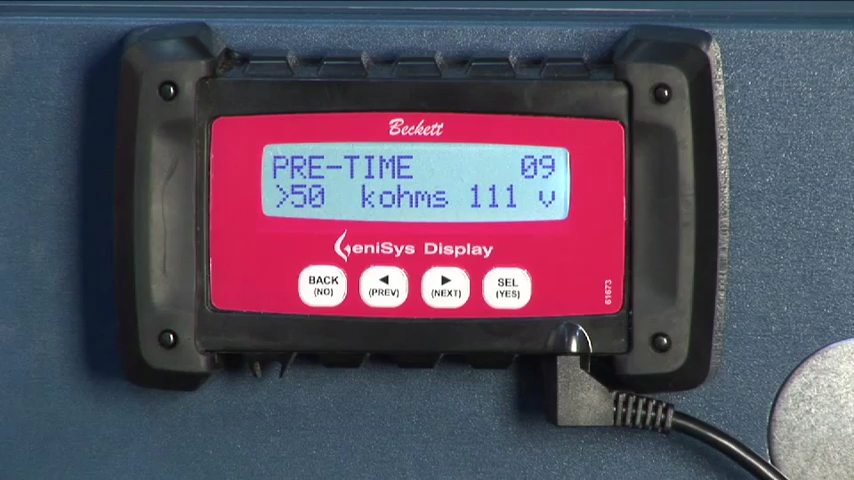 Beckett
PRE-TIME 09
>50 kohms 111 v
GeniSys Display
BACK (NO)
◀ (PREV)
▶ (NEXT)
SEL (YES)
61673